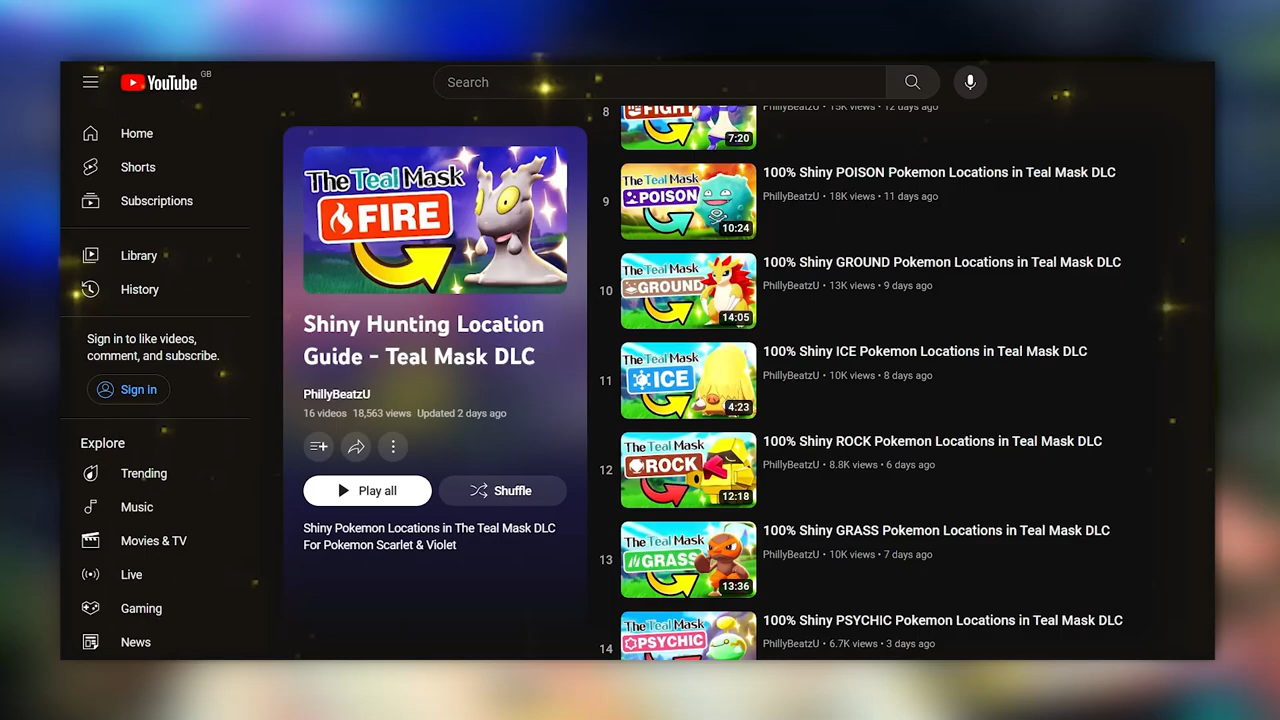 YouTube GB
Search
Home
Shorts
Subscriptions
Library
History
Sign in to like videos,
comment, and subscribe.
Sign in
Explore
Trending
Music
Movies & TV
Live
Gaming
News
The Teal Mask
FIRE
Shiny Hunting Location
Guide - Teal Mask DLC
PhillyBeatzU
16 videos 18,563 views Updated 2 days ago
Play all
Shuffle
Shiny Pokemon Locations in The Teal Mask DLC
For Pokemon Scarlet & Violet
8
FIGHT
7:20
PhillyBeatzU • 15K views • 12 days ago
9
The Teal Mask
POISON
10:24
100% Shiny POISON Pokemon Locations in Teal Mask DLC
PhillyBeatzU • 18K views • 11 days ago
10
The Teal Mask
GROUND
14:05
100% Shiny GROUND Pokemon Locations in Teal Mask DLC
PhillyBeatzU • 13K views • 9 days ago
11
The Teal Mask
ICE
4:23
100% Shiny ICE Pokemon Locations in Teal Mask DLC
PhillyBeatzU • 10K views • 8 days ago
12
The Teal Mask
ROCK
12:18
100% Shiny ROCK Pokemon Locations in Teal Mask DLC
PhillyBeatzU • 8.8K views • 6 days ago
13
The Teal Mask
GRASS
13:36
100% Shiny GRASS Pokemon Locations in Teal Mask DLC
PhillyBeatzU • 10K views • 7 days ago
14
The Teal Mask
PSYCHIC
100% Shiny PSYCHIC Pokemon Locations in Teal Mask DLC
PhillyBeatzU • 6.7K views • 3 days ago